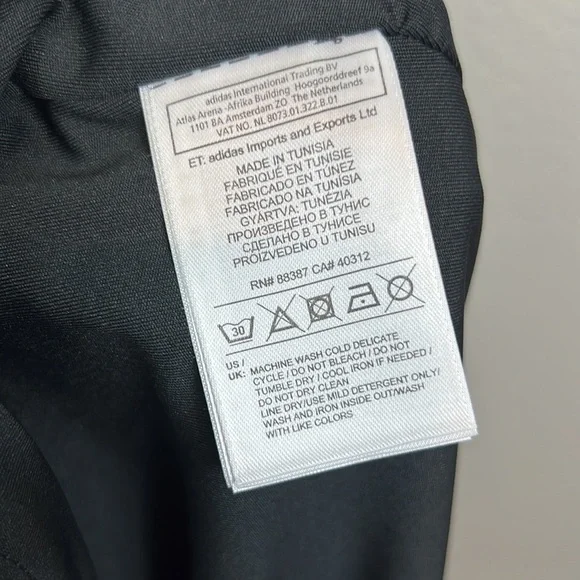 adidas International Trading BV
Atlas Arena -Afrika Building Hoogoorddreef 9a
1101 BA Amsterdam ZO The Netherlands
VAT NO. NL 8073.01.322.B.01
ET: adidas Imports and Exports Ltd
MADE IN TUNISIA
FABRIQUÉ EN TUNISIE
FABRICADO EN TÚNEZ
FABRICADO NA TUNÍSIA
GYÁRTVA: TUNÉZIA
ПРОИЗВЕДЕНО В ТУНИС
СДЕЛАНО В ТУНИСЕ
PROIZVEDENO U TUNISU
RN# 88387 CA# 40312
30
US /
UK: MACHINE WASH COLD DELICATE
CYCLE / DO NOT BLEACH / DO NOT
TUMBLE DRY / COOL IRON IF NEEDED /
DO NOT DRY CLEAN
LINE DRY/USE MILD DETERGENT ONLY/
WASH AND IRON INSIDE OUT/WASH
WITH LIKE COLORS